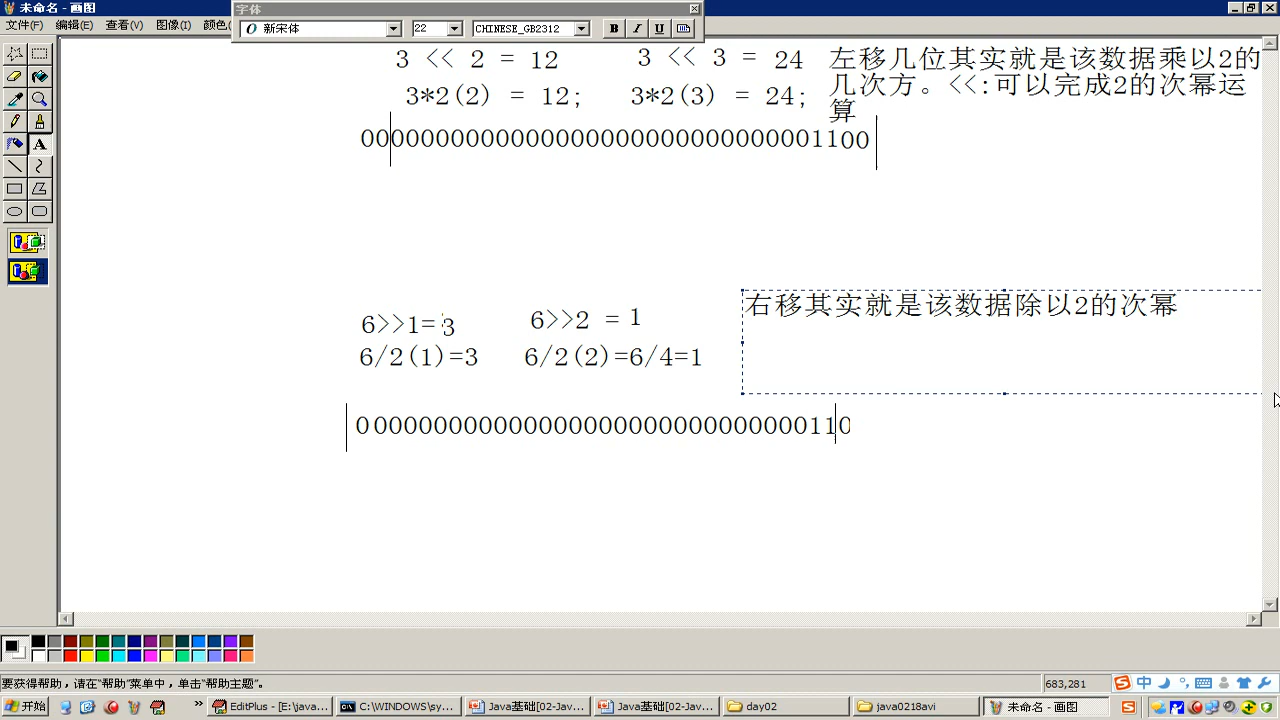 未命名 - 画图
字体
文件(F) 编辑(E) 查看(V) 图像(I) 颜色
新宋体 22 CHINESE_GB2312 B I U
3 << 2 = 12 3 << 3 = 24 左移几位其实就是该数据乘以2的
3*2(2) = 12; 3*2(3) = 24; 几次方。<<:可以完成2的次幂运
算
右移其实就是该数据除以2的次幂
6>>1= 3 6>>2 = 1
6/2(1)=3 6/2(2)=6/4=1
要获得帮助，请在“帮助”菜单中，单击“帮助主题”。 683,281 中
开始 EditPlus - [E:\java... C:\WINDOWS\sy... Java基础[02-Jav... Java基础[02-Jav... day02 java0218avi 未命名 - 画图